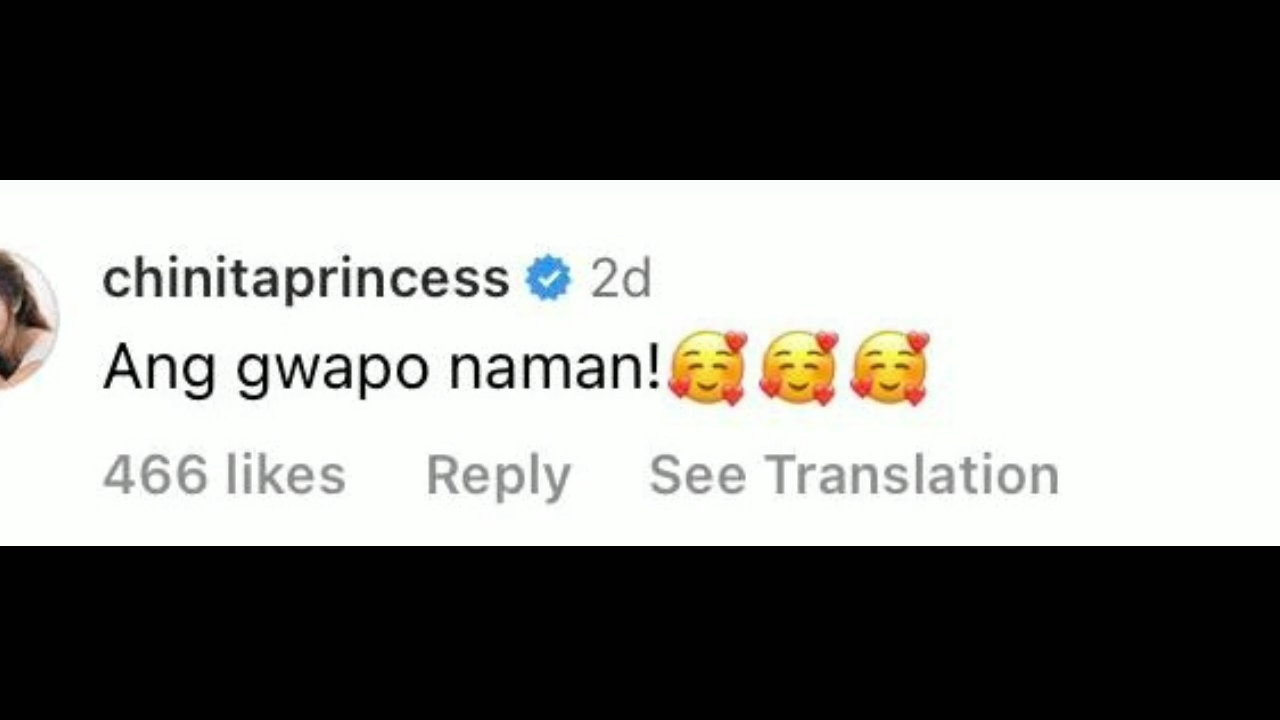 chinitaprincess 2d
Ang gwapo naman!🥰🥰🥰
466 likes Reply See Translation